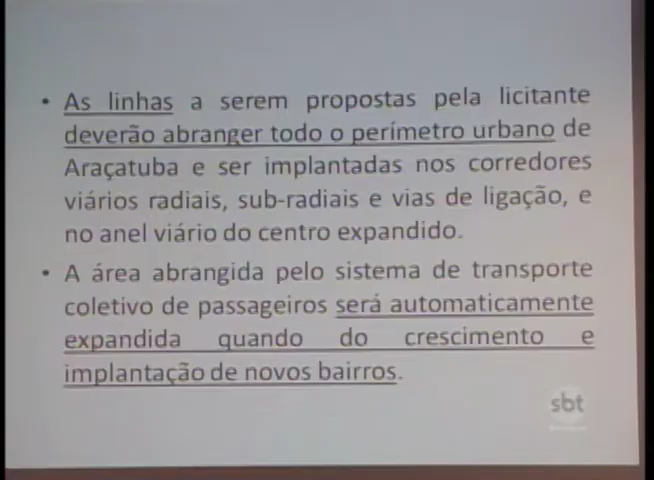 • As linhas a serem propostas pela licitante
deverão abranger todo o perímetro urbano de
Araçatuba e ser implantadas nos corredores
viários radiais, sub-radiais e vias de ligação, e
no anel viário do centro expandido.
• A área abrangida pelo sistema de transporte
coletivo de passageiros será automaticamente
expandida quando do crescimento e
implantação de novos bairros.
sbt